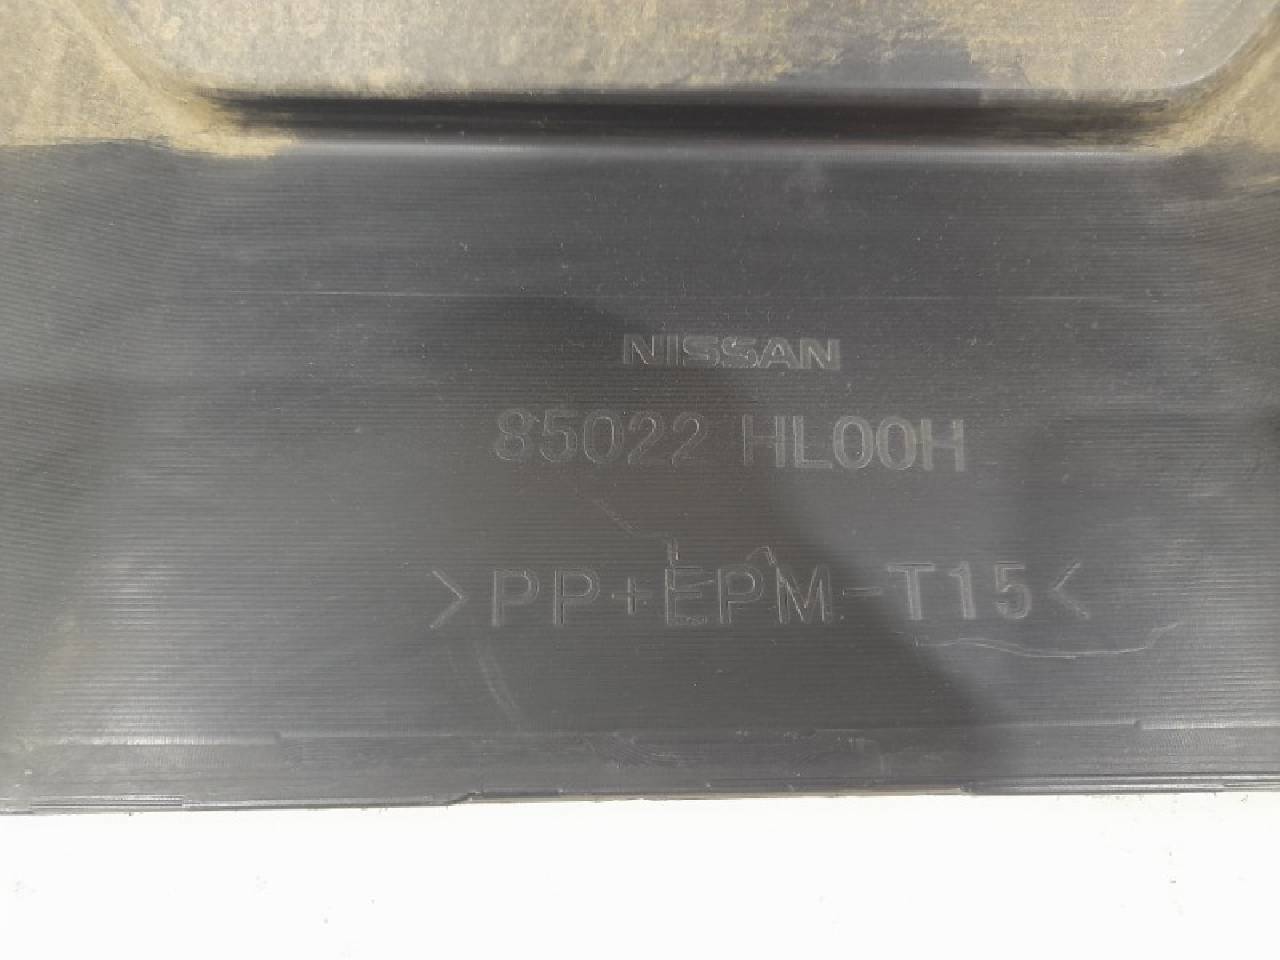 NISSAN
85022 HL00H
>PP+EPM-T15<